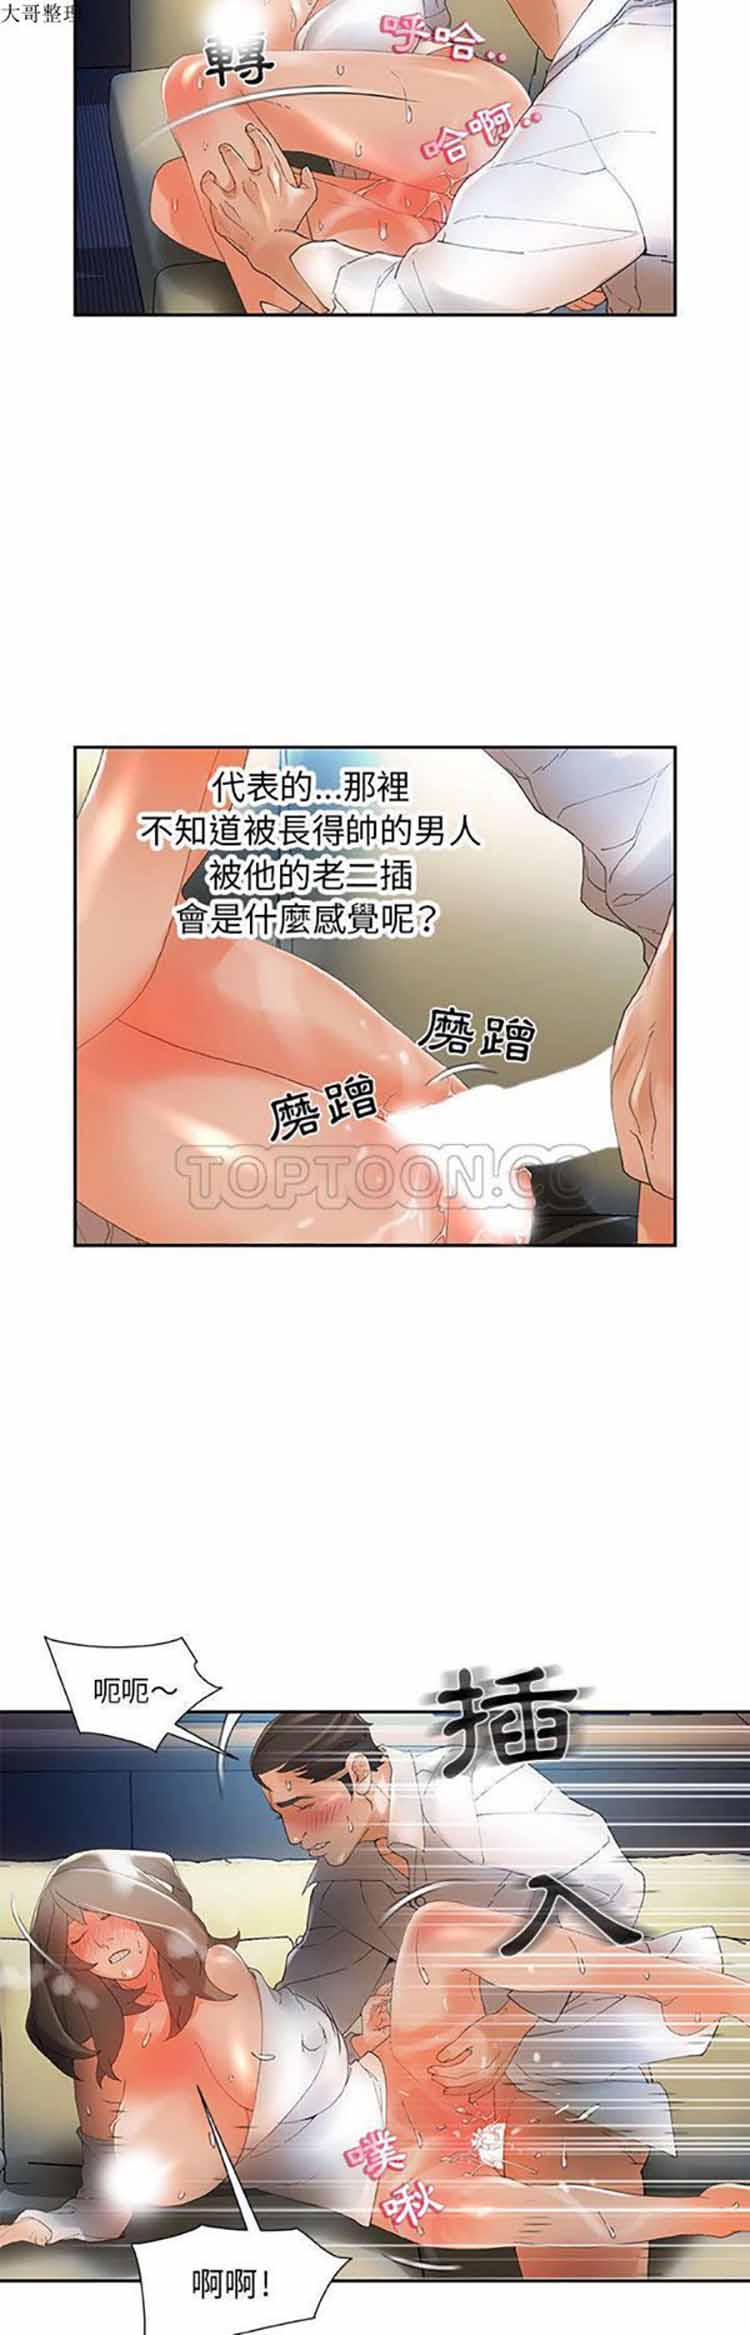 大哥整理
轉
呼哈..
哈啊..
代表的...那裡
不知道被長得帥的男人
被他的老二插
會是什麼感覺呢?
磨蹭
磨蹭
TOPTOON.CO
呃呃～
插
入
噗
啾
啊啊!